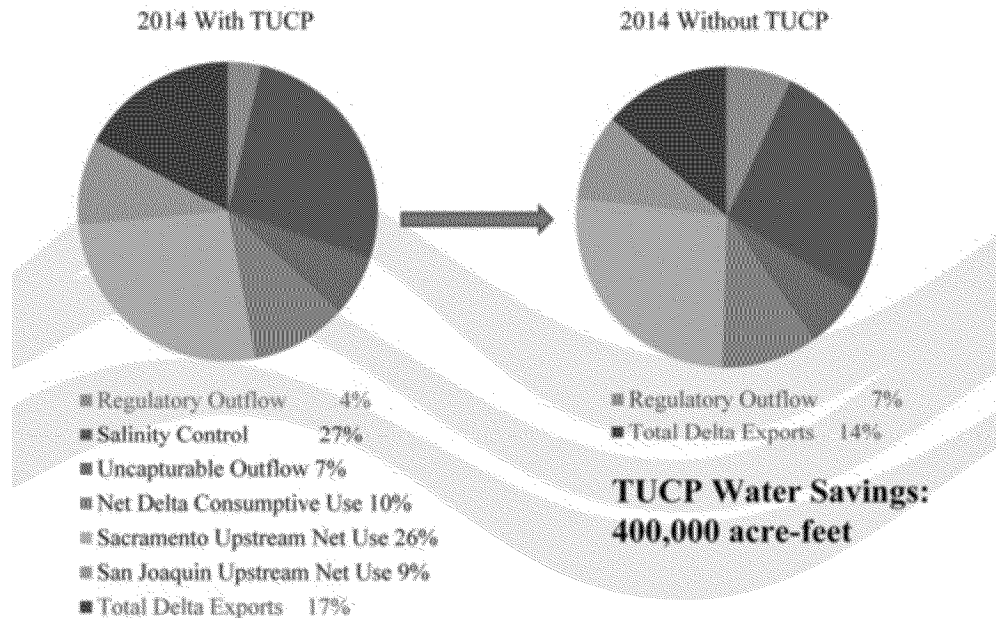 2014 With TUCP
2014 Without TUCP
Regulatory Outflow 4%
Salinity Control 27%
Uncapturable Outflow 7%
Net Delta Consumptive Use 10%
Sacramento Upstream Net Use 26%
San Joaquin Upstream Net Use 9%
Total Delta Exports 17%
Regulatory Outflow 7%
Total Delta Exports 14%
TUCP Water Savings:
400,000 acre-feet